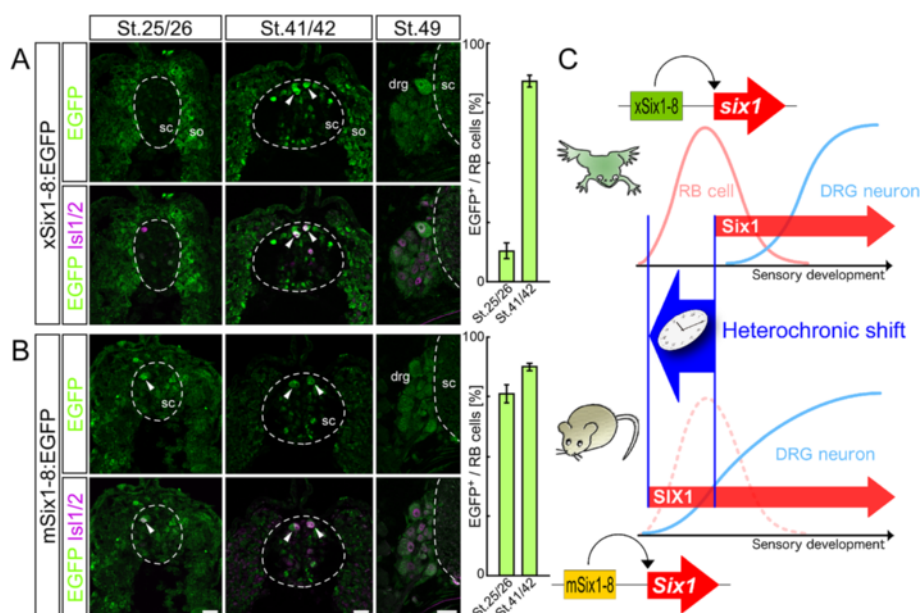 St.25/26 St.41/42 St.49
A
xSix1-8:EGFP
EGFP
sc so
sc so
drg sc
EGFP Isl1/2
EGFP⁺ / RB cells [%]
100
0
St.25/26 St.41/42
B
mSix1-8:EGFP
EGFP
sc
sc
drg sc
EGFP Isl1/2
EGFP⁺ / RB cells [%]
100
0
St.25/26 St.41/42
C
xSix1-8 six1
RB cell
DRG neuron
Six1
Sensory development
Heterochronic shift
DRG neuron
SIX1
Sensory development
mSix1-8 Six1